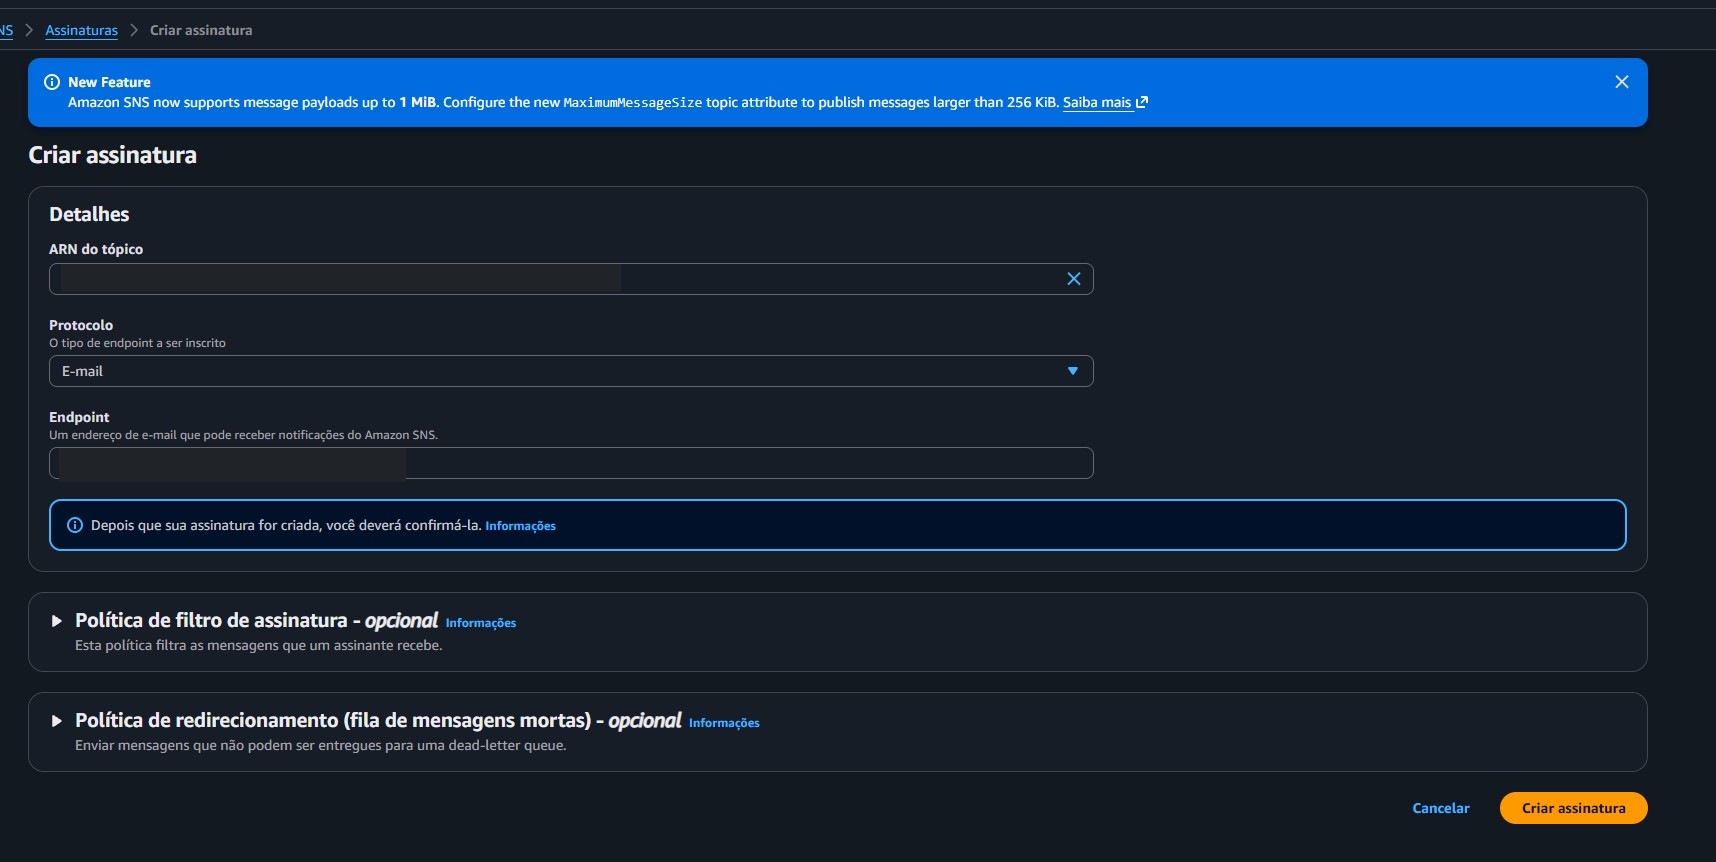 NS > Assinaturas > Criar assinatura
New Feature
Amazon SNS now supports message payloads up to 1 MiB. Configure the new MaximumMessageSize topic attribute to publish messages larger than 256 KiB. Saiba mais
Criar assinatura
Detalhes
ARN do tópico
Protocolo
O tipo de endpoint a ser inscrito
E-mail
Endpoint
Um endereço de e-mail que pode receber notificações do Amazon SNS.
Depois que sua assinatura for criada, você deverá confirmá-la. Informações
Política de filtro de assinatura - opcional Informações
Esta política filtra as mensagens que um assinante recebe.
Política de redirecionamento (fila de mensagens mortas) - opcional Informações
Enviar mensagens que não podem ser entregues para uma dead-letter queue.
Cancelar Criar assinatura